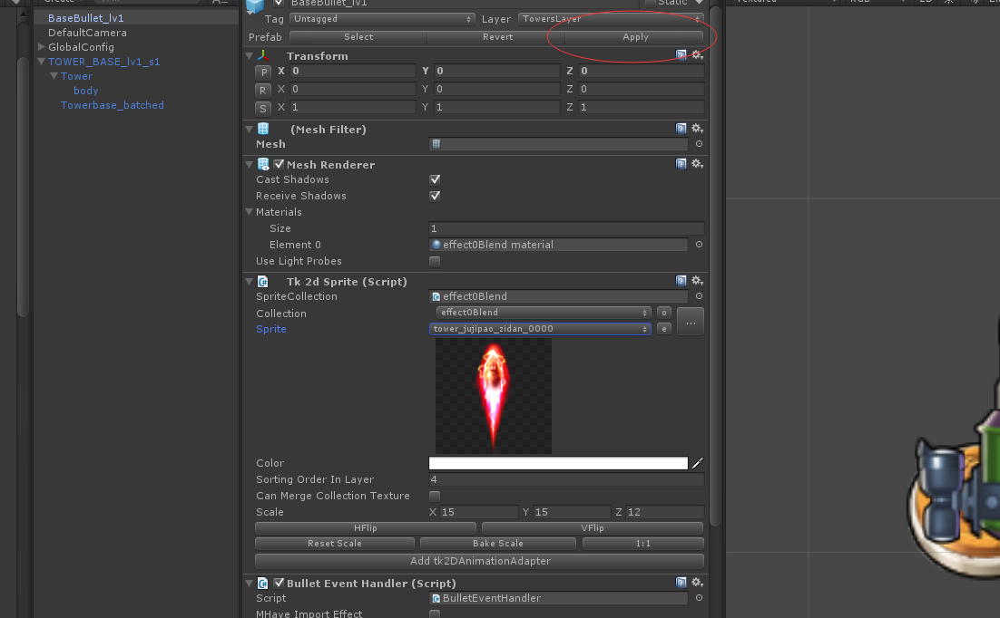 Create
BaseBullet_lv1
DefaultCamera
GlobalConfig
TOWER_BASE_lv1_s1
Tower
body
Towerbase_batched
BaseBullet_lv1
Static
Tag Untagged Layer TowersLayer
Prefab Select Revert Apply
Transform
P X 0 Y 0 Z 0
R X 0 Y 0 Z 0
S X 1 Y 1 Z 1
(Mesh Filter)
Mesh
Mesh Renderer
Cast Shadows
Receive Shadows
Materials
Size 1
Element 0 effect0Blend material
Use Light Probes
Tk 2d Sprite (Script)
SpriteCollection effect0Blend
Collection effect0Blend o
...
Sprite tower_jujipao_zidan_0000 e
Color
Sorting Order In Layer 4
Can Merge Collection Texture
Scale X 15 Y 15 Z 12
HFlip VFlip
Reset Scale Bake Scale 1:1
Add tk2DAnimationAdapter
Bullet Event Handler (Script)
Script BulletEventHandler
MHave Import Effect
Textured RGB 2D